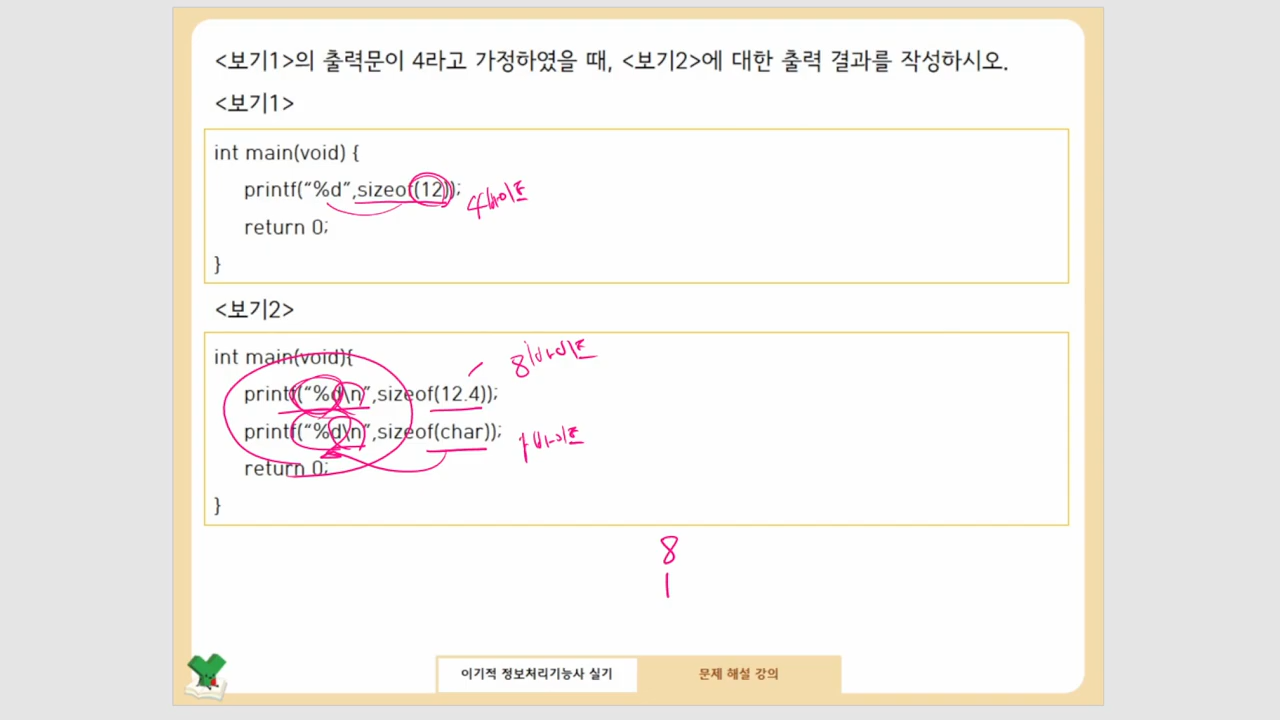 <보기1>의 출력문이 4라고 가정하였을 때, <보기2>에 대한 출력 결과를 작성하시오.
<보기1>
int main(void) {
printf(“%d”,sizeof(12));
4바이트
return 0;
}
<보기2>
int main(void){
8바이트
printf(“%d\n”,sizeof(12.4));
printf(“%d\n”,sizeof(char));
1바이트
return 0;
}
8
1
이기적 정보처리기능사 실기
문제 해설 강의